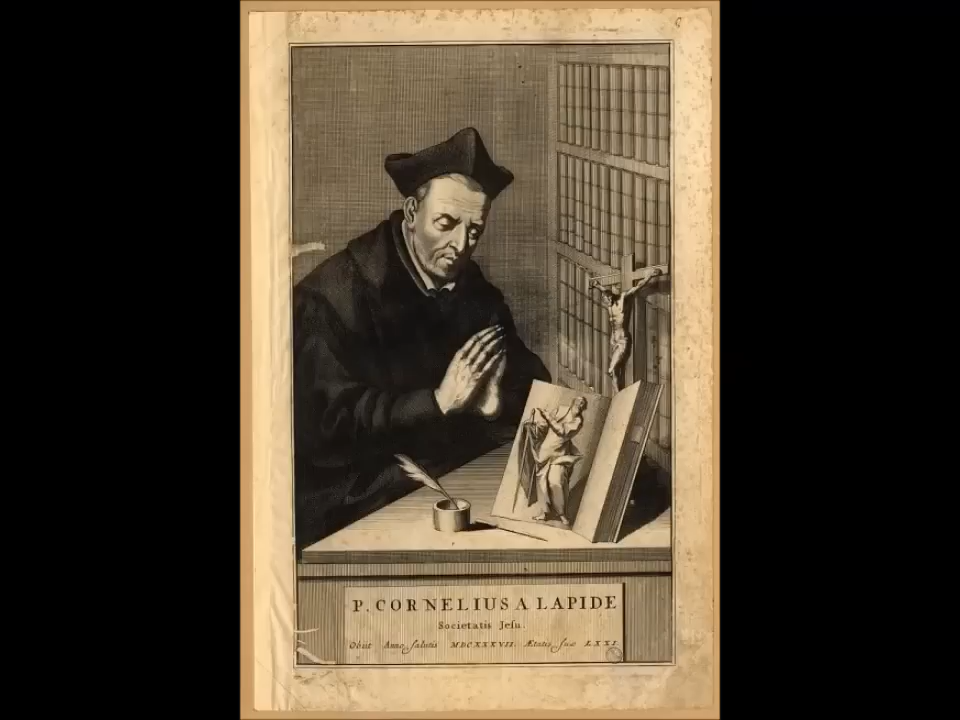 P. CORNELIUS A LAPIDE
Societatis Jesu.
Obiit Anno salutis MDCXXXVII. Ætatis suæ LXXI